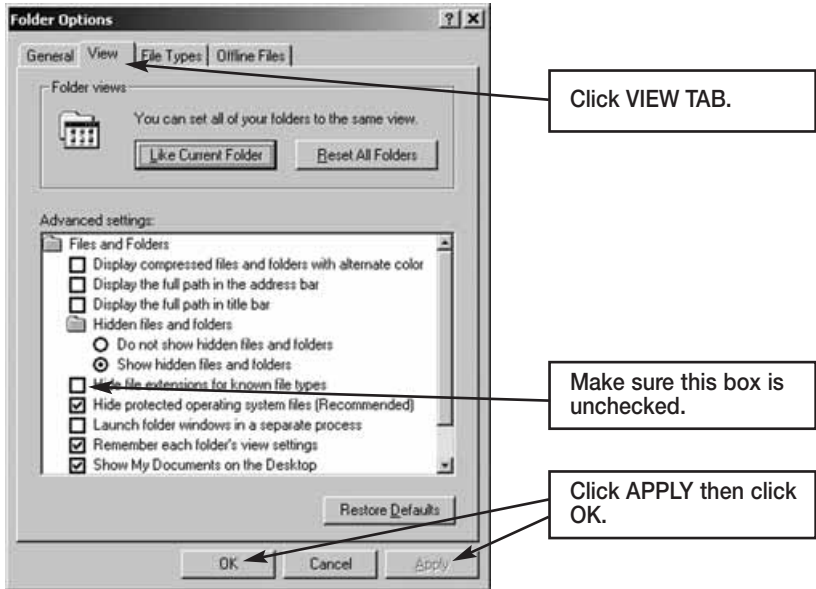 Folder Options
General View File Types Offline Files
Folder views
You can set all of your folders to the same view.
Like Current Folder Reset All Folders
Advanced settings:
Files and Folders
Display compressed files and folders with alternate color
Display the full path in the address bar
Display the full path in title bar
Hidden files and folders
Do not show hidden files and folders
Show hidden files and folders
Hide file extensions for known file types
Hide protected operating system files (Recommended)
Launch folder windows in a separate process
Remember each folder's view settings
Show My Documents on the Desktop
Restore Defaults
OK Cancel Apply
Click VIEW TAB.
Make sure this box is
unchecked.
Click APPLY then click
OK.